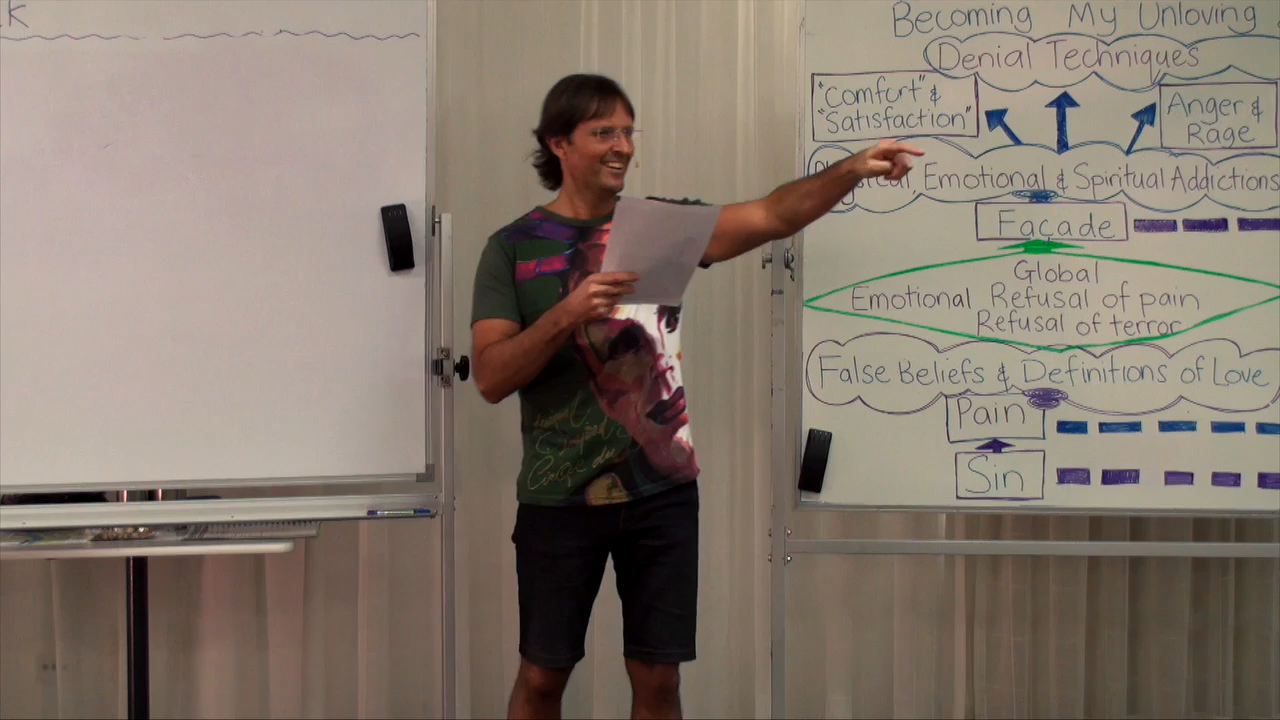 k
Becoming My Unloving
Denial Techniques
"Comfort" &
"Satisfaction"
Anger &
Rage
Physical, Emotional & Spiritual Addictions
Façade
Global
Emotional Refusal of pain
Refusal of terror
False Beliefs & Definitions of Love
Pain
Sin